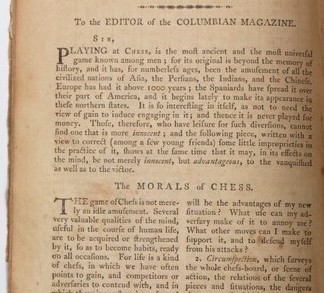 To the EDITOR of the COLUMBIAN MAGAZINE.
SIR,
PLAYING at CHESS, is the most ancient and the most universal
game known among men; for its original is beyond the memory of
history, and it has, for numberless ages, been the amusement of all the
civilized nations of Asia, the Persians, the Indians, and the Chinese.
Europe has had it above 1000 years; the Spaniards have spread it over
their part of America, and it begins lately to make its appearance in
these northern states. It is so interesting in itself, as not to need the
view of gain to induce engaging in it; and thence it is never played for
money. Those, therefore, who have leisure for such diversions, cannot
find one that is more innocent; and the following piece, written with a
view to correct (among a few young friends) some little improprieties in
the practice of it, shows at the same time that it may, in its effects on
the mind, be not merely innocent, but advantageous, to the vanquished
as well as to the victor.
The MORALS of CHESS.
THE game of Chess is not mere-
ly an idle amusement. Several
very valuable qualities of the mind,
useful in the course of human life,
are to be acquired or strengthened
by it, so as to become habits, ready
on all occasions. For life is a kind
of chess, in which we have often
points to gain, and competitors or
adversaries to contend with, and in
will be the advantages of my new
situation? What use can my ad-
versary make of it to annoy me?
What other moves can I make to
support it, and to defend myself
from his attacks?
2. Circumspection, which surveys
the whole chess-board, or scene of
action, the relations of the several
pieces and situations, the dangers